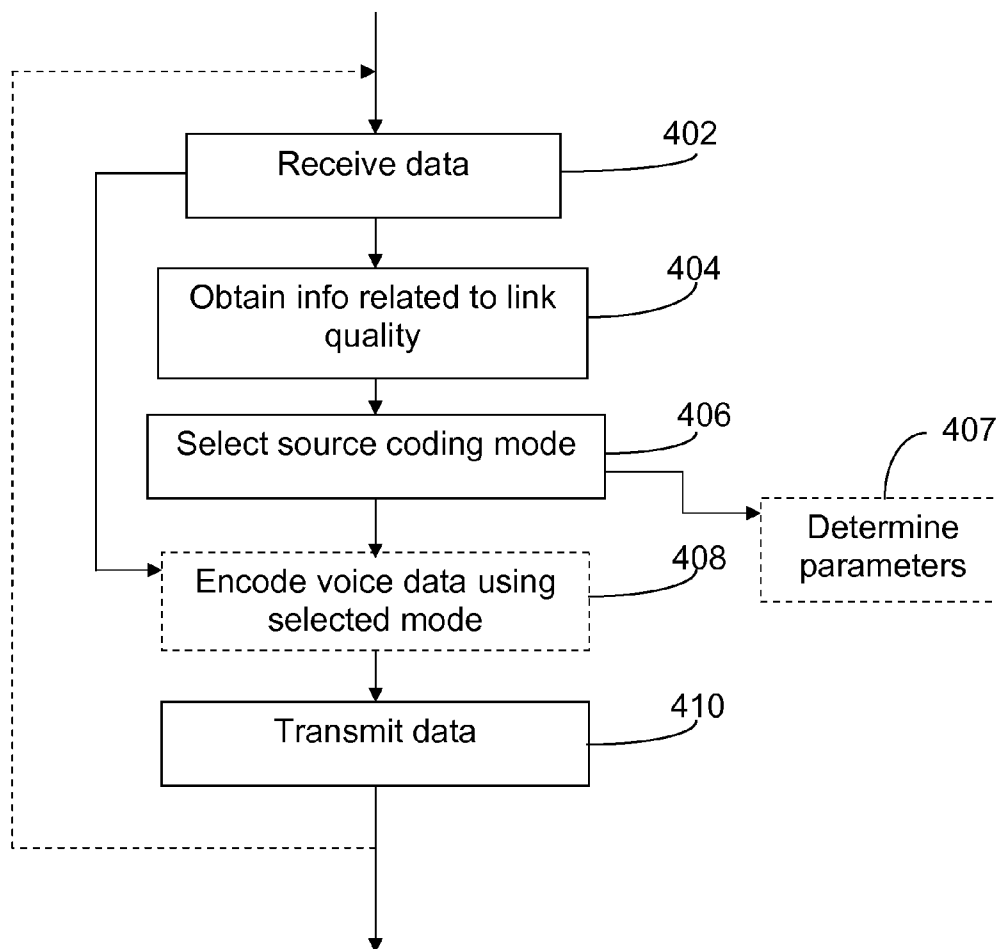 Receive data
402
Obtain info related to link
quality
404
Select source coding mode
406
407
Determine
parameters
Encode voice data using
selected mode
408
Transmit data
410